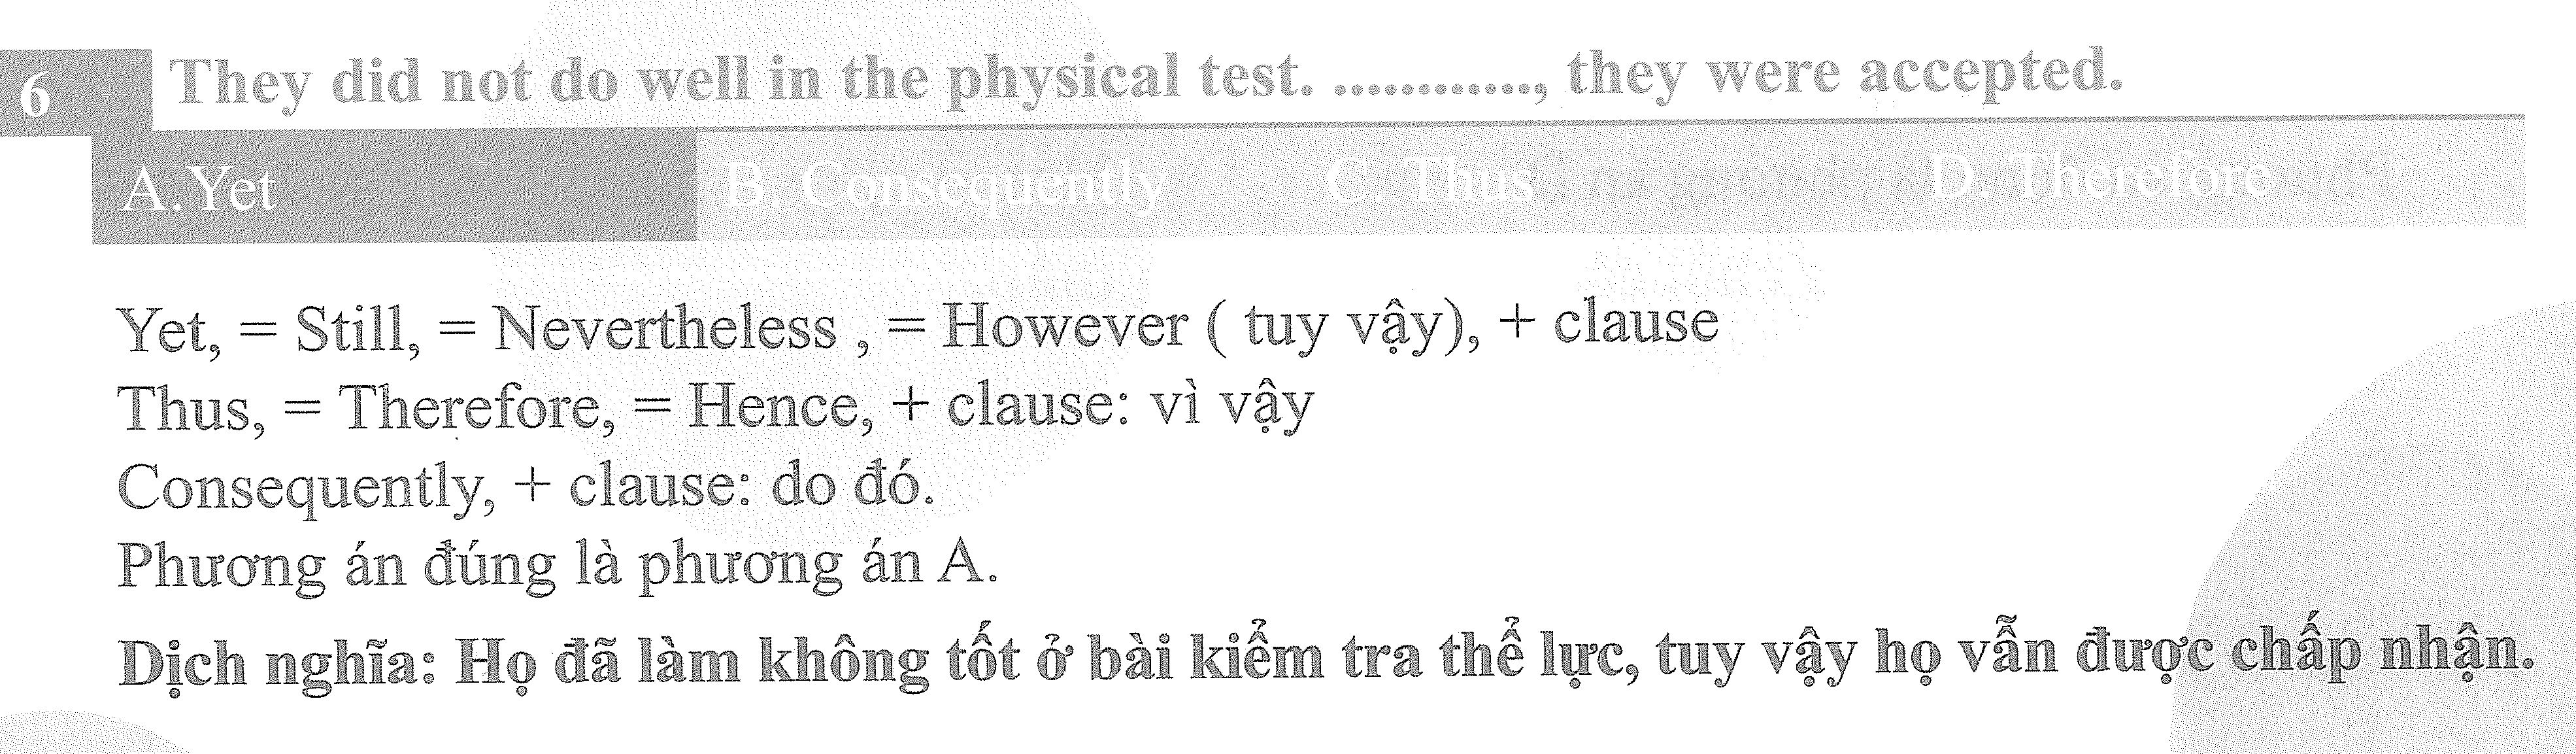 6 They did not do well in the physical test. ............, they were accepted.
A.Yet B. Consequently C. Thus D. Therefore
Yet, = Still, = Nevertheless , = However ( tuy vậy), + clause
Thus, = Therefore, = Hence, + clause: vì vậy
Consequently, + clause: do đó.
Phương án đúng là phương án A.
Dịch nghĩa: Họ đã làm không tốt ở bài kiểm tra thể lực, tuy vậy họ vẫn được chấp nhận.